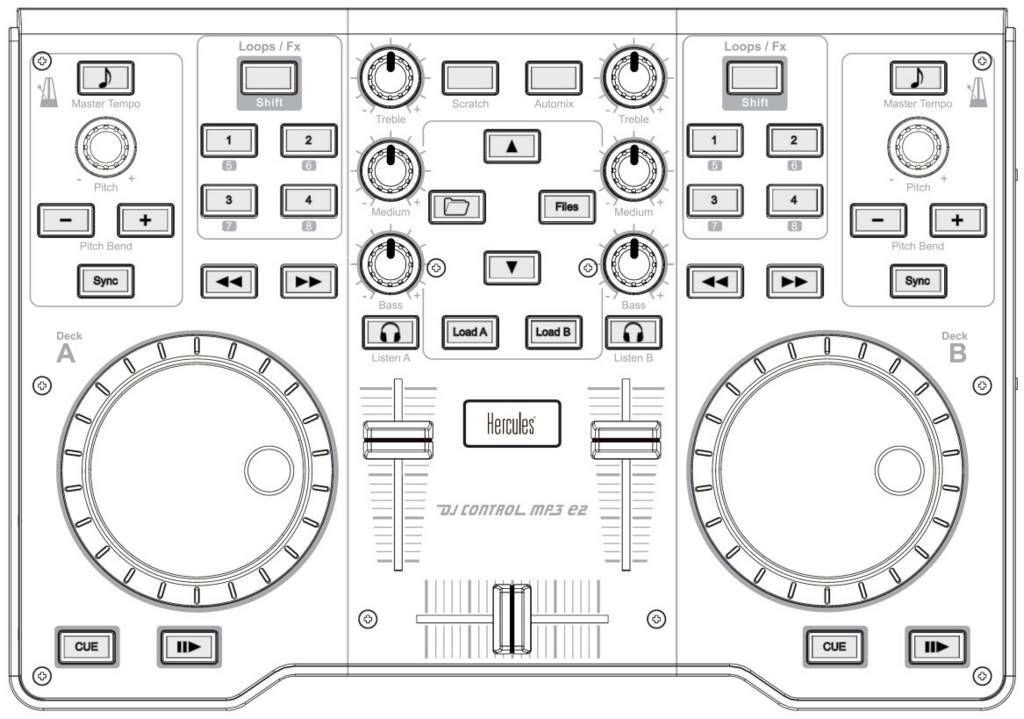 Loops / Fx
Loops / Fx
Shift
Scratch
Automix
Shift
Master Tempo
Master Tempo
Treble
Treble
1
2
1
2
5
6
5
6
- Pitch +
- Pitch +
3
4
Medium
Files
Medium
3
4
7
8
7
8
− +
− +
Pitch Bend
Pitch Bend
Sync
Sync
Bass
Bass
Load A
Load B
Listen A
Listen B
Deck
A
Deck
B
Hercules
DJ CONTROL MP3 e2
CUE
CUE